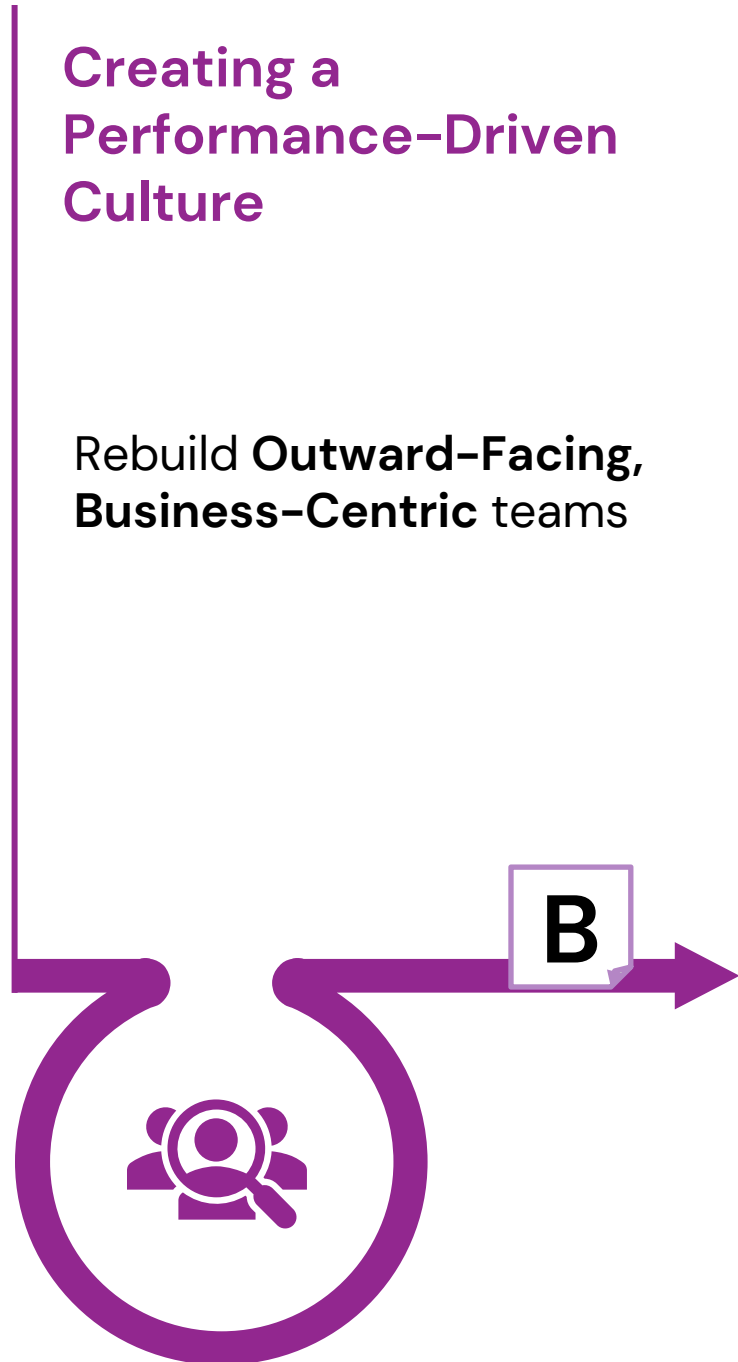 Creating a
Performance-Driven
Culture
Rebuild Outward-Facing,
Business-Centric teams
B